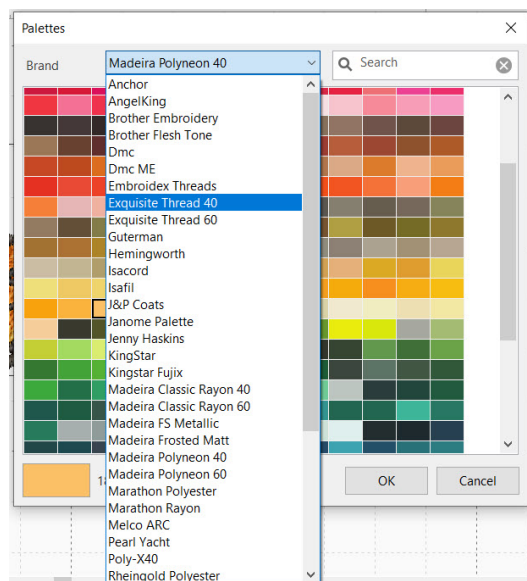 Palettes
Brand
Madeira Polyneon 40
Search
Anchor
AngelKing
Brother Embroidery
Brother Flesh Tone
Dmc
Dmc ME
Embroidex Threads
Exquisite Thread 40
Exquisite Thread 60
Guterman
Hemingworth
Isacord
Isafil
J&P Coats
Janome Palette
Jenny Haskins
KingStar
Kingstar Fujix
Madeira Classic Rayon 40
Madeira Classic Rayon 60
Madeira FS Metallic
Madeira Frosted Matt
Madeira Polyneon 40
Madeira Polyneon 60
Marathon Polyester
Marathon Rayon
Melco ARC
Pearl Yacht
Poly-X40
Rheingold Polyester
OK
Cancel